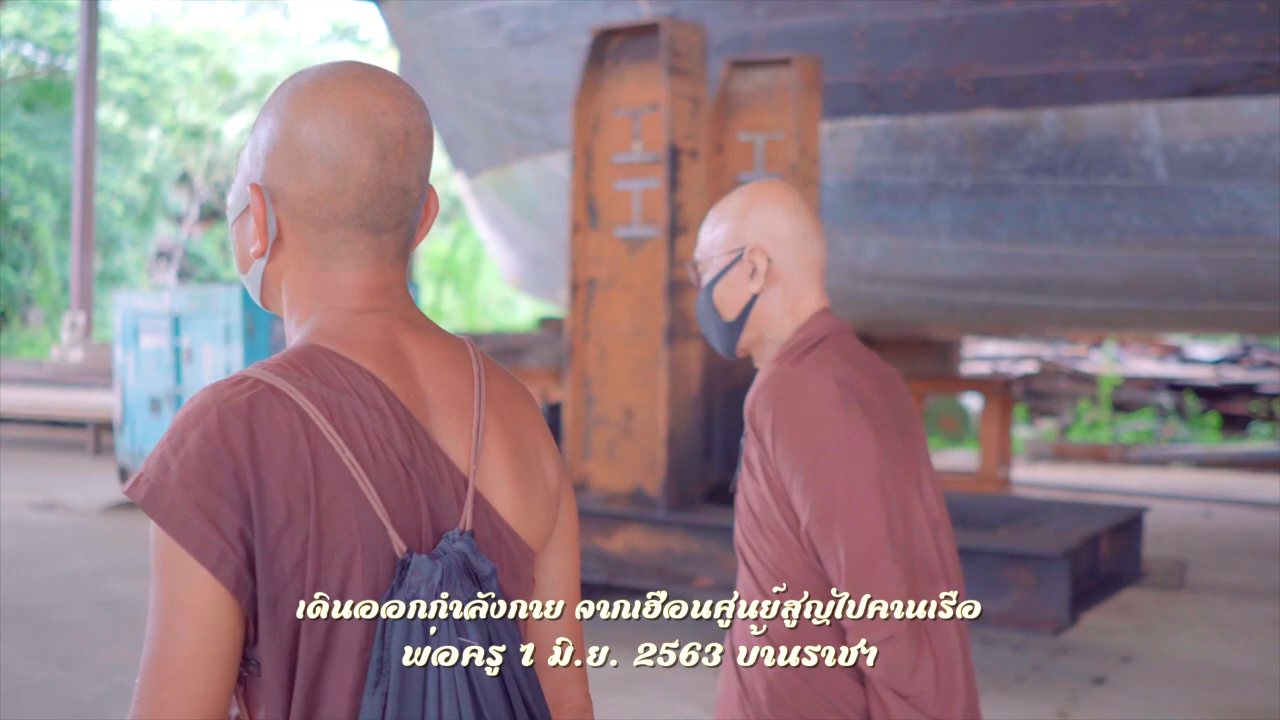 เดินออกกำลังกาย จากเฮือนศูนย์สูญไปคานเรือ
พ่อครู 1 มิ.ย. 2563 บ้านราชฯ